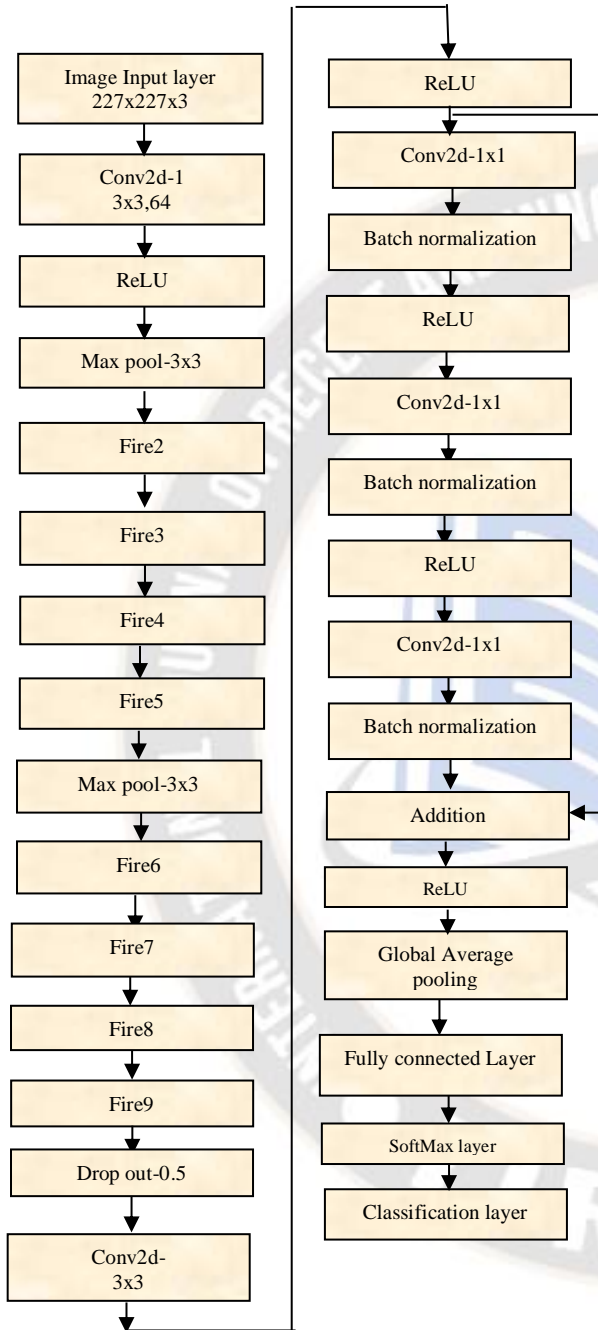 Image Input layer
227x227x3
Conv2d-1
3x3,64
ReLU
Max pool-3x3
Fire2
Fire3
Fire4
Fire5
Max pool-3x3
Fire6
Fire7
Fire8
Fire9
Drop out-0.5
Conv2d-
3x3
ReLU
Conv2d-1x1
Batch normalization
ReLU
Conv2d-1x1
Batch normalization
ReLU
Conv2d-1x1
Batch normalization
Addition
ReLU
Global Average
pooling
Fully connected Layer
SoftMax layer
Classification layer